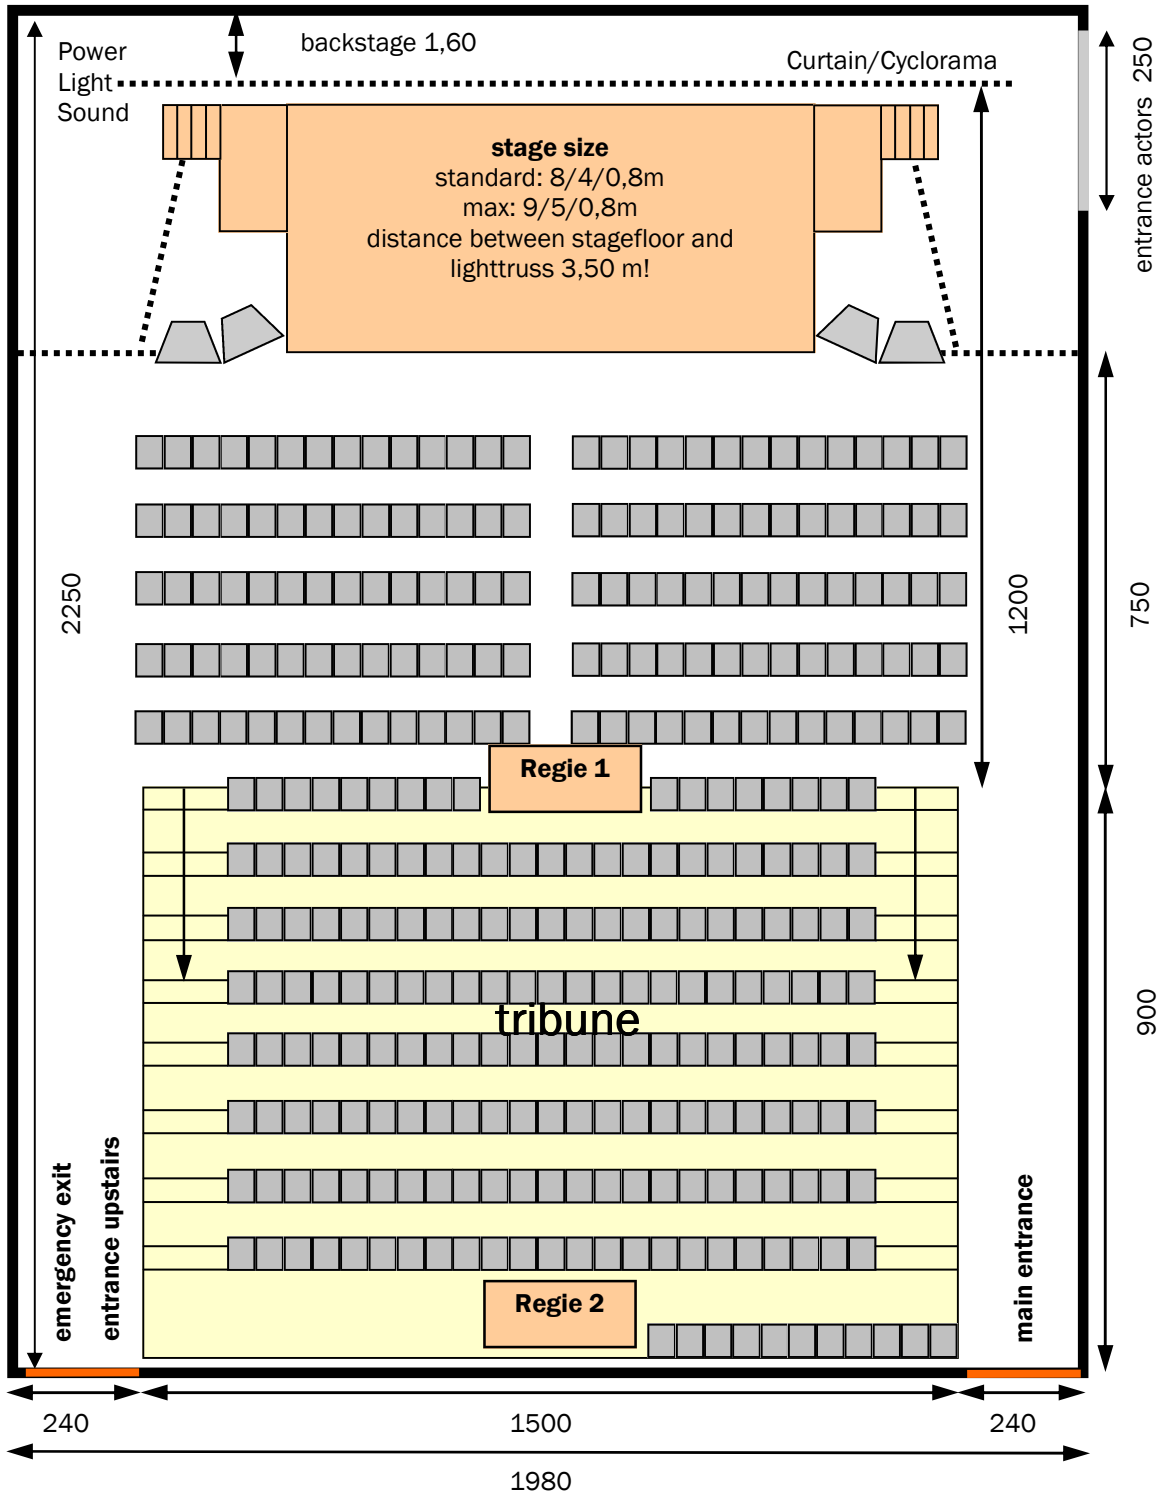 backstage 1,60
Power
Light
Sound
Curtain/Cyclorama
entrance actors 250
stage size
standard: 8/4/0,8m
max: 9/5/0,8m
distance between stagefloor and
lighttruss 3,50 m!
2250
1200
750
Regie 1
tribune
900
emergency exit
entrance upstairs
main entrance
Regie 2
240
1500
240
1980